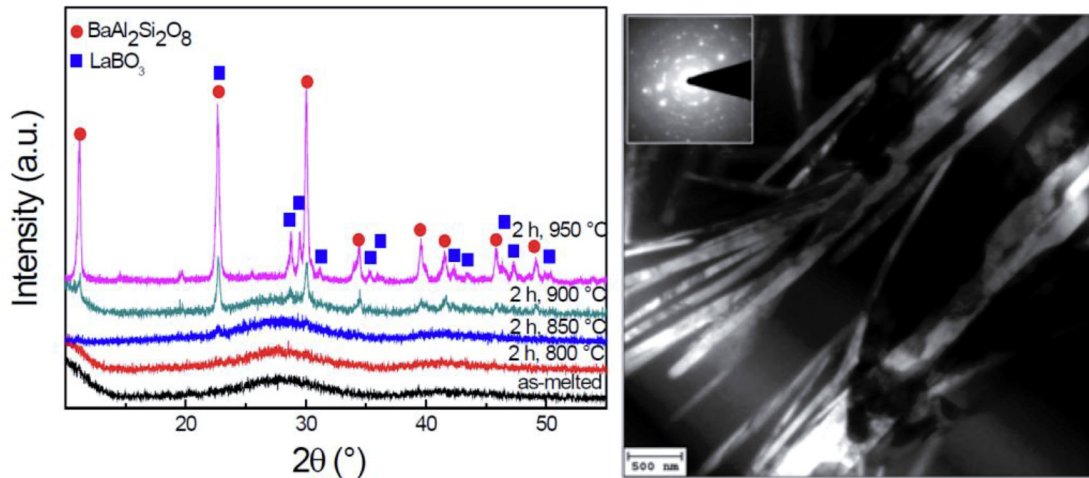 BaAl₂Si₂O₈
LaBO₃
Intensity (a.u.)
2 h, 950 °C
2 h, 900 °C
2 h, 850 °C
2 h, 800 °C
as-melted
20 30 40 50
2θ (°)
500 nm